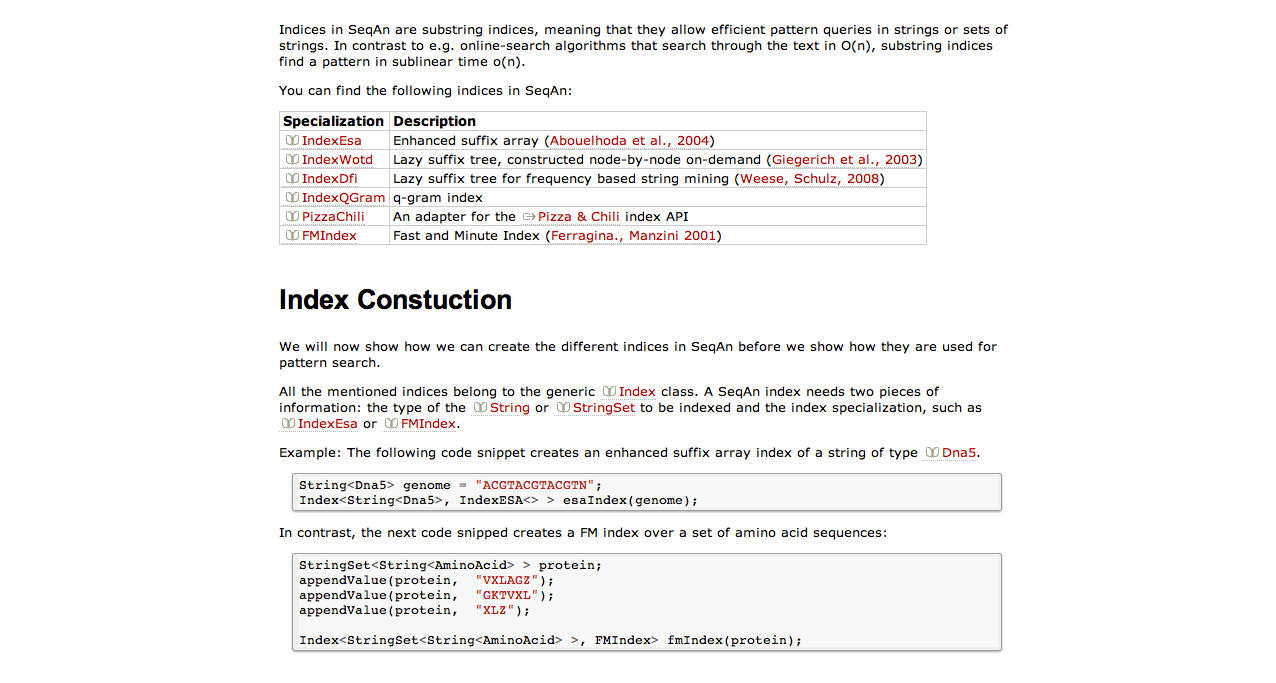 Indices in SeqAn are substring indices, meaning that they allow efficient pattern queries in strings or sets of
strings. In contrast to e.g. online-search algorithms that search through the text in O(n), substring indices
find a pattern in sublinear time o(n).
You can find the following indices in SeqAn:
Specialization Description
IndexEsa Enhanced suffix array (Abouelhoda et al., 2004)
IndexWotd Lazy suffix tree, constructed node-by-node on-demand (Giegerich et al., 2003)
IndexDfi Lazy suffix tree for frequency based string mining (Weese, Schulz, 2008)
IndexQGram q-gram index
PizzaChili An adapter for the Pizza & Chili index API
FMIndex Fast and Minute Index (Ferragina., Manzini 2001)
Index Constuction
We will now show how we can create the different indices in SeqAn before we show how they are used for
pattern search.
All the mentioned indices belong to the generic Index class. A SeqAn index needs two pieces of
information: the type of the String or StringSet to be indexed and the index specialization, such as
IndexEsa or FMIndex.
Example: The following code snippet creates an enhanced suffix array index of a string of type Dna5.
String<Dna5> genome = "ACGTACGTACGTN";
Index<String<Dna5>, IndexESA<> > esaIndex(genome);
In contrast, the next code snipped creates a FM index over a set of amino acid sequences:
StringSet<String<AminoAcid> > protein;
appendValue(protein, "VXLAGZ");
appendValue(protein, "GKTVXL");
appendValue(protein, "XLZ");
Index<StringSet<String<AminoAcid> >, FMIndex> fmIndex(protein);